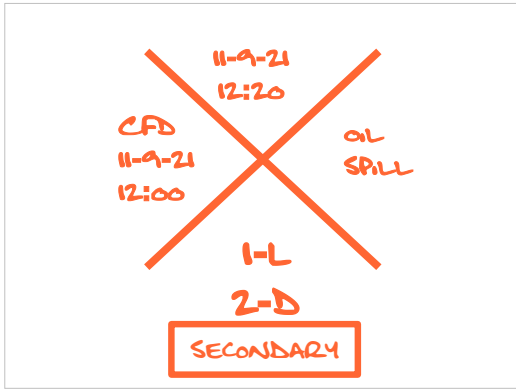 11-9-21
12:20
CFD
11-9-21
12:00
OIL
SPILL
1-L
2-D
SECONDARY